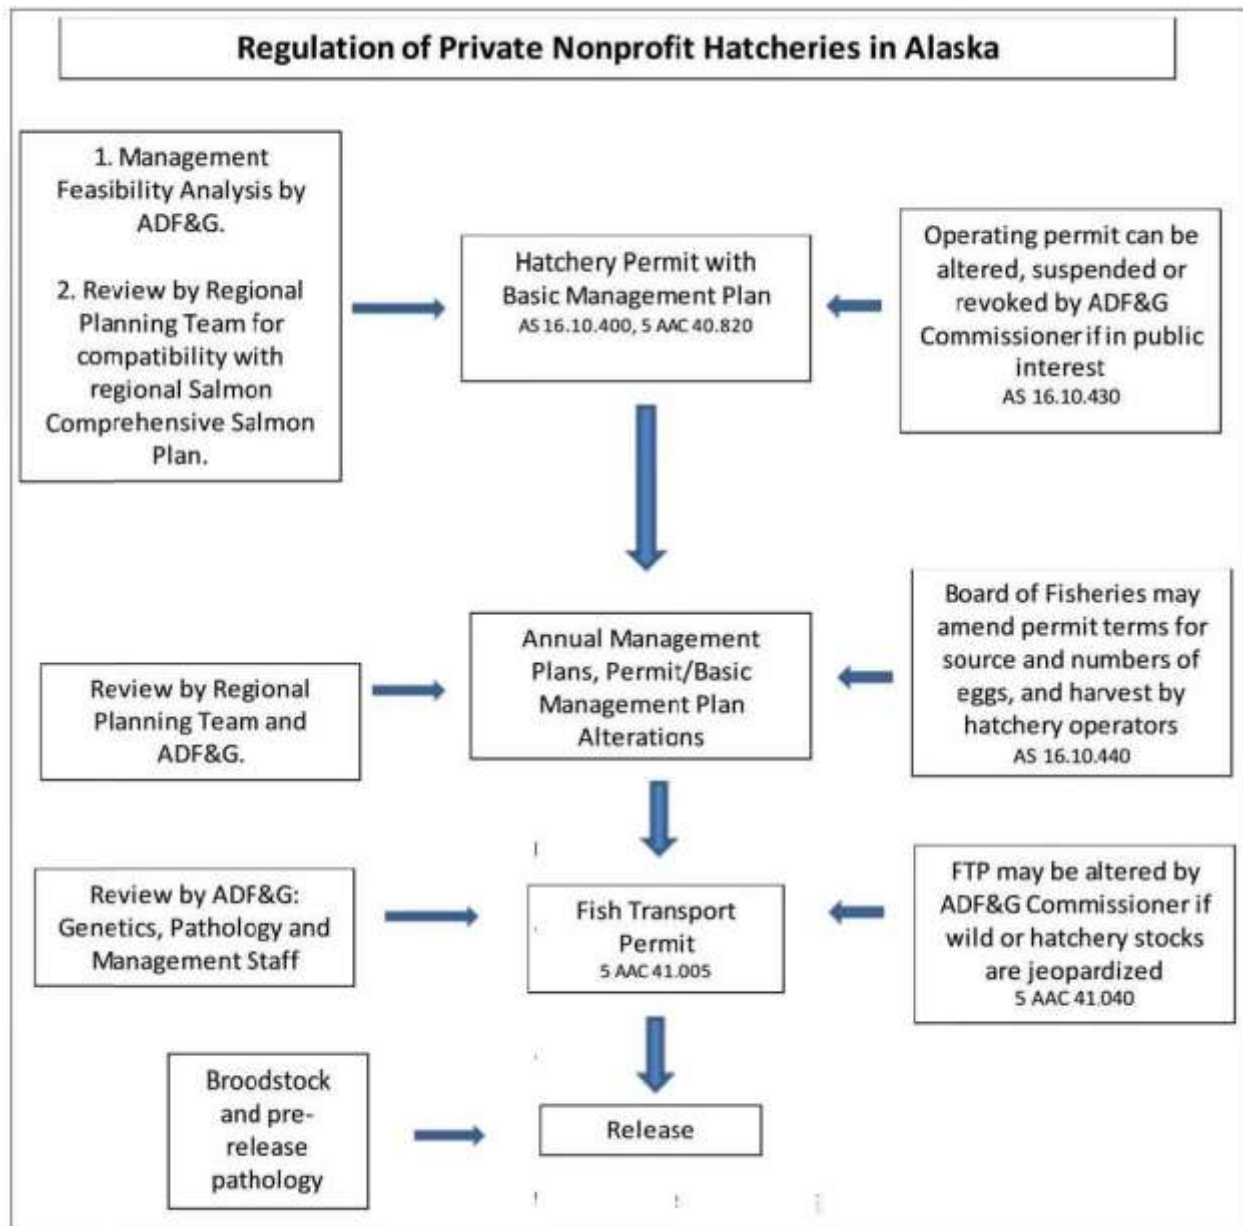 Regulation of Private Nonprofit Hatcheries in Alaska
1. Management
Feasibility Analysis by
ADF&G.
2. Review by Regional
Planning Team for
compatibility with
regional Salmon
Comprehensive Salmon
Plan.
Hatchery Permit with
Basic Management Plan
AS 16.10.400, 5 AAC 40.820
Operating permit can be
altered, suspended or
revoked by ADF&G
Commissioner if in public
interest
AS 16.10.430
Review by Regional
Planning Team and
ADF&G.
Annual Management
Plans, Permit/Basic
Management Plan
Alterations
Board of Fisheries may
amend permit terms for
source and numbers of
eggs, and harvest by
hatchery operators
AS 16.10.440
Review by ADF&G:
Genetics, Pathology and
Management Staff
Fish Transport
Permit
5 AAC 41.005
FTP may be altered by
ADF&G Commissioner if
wild or hatchery stocks
are jeopardized
5 AAC 41.040
Broodstock
and pre-
release
pathology
Release